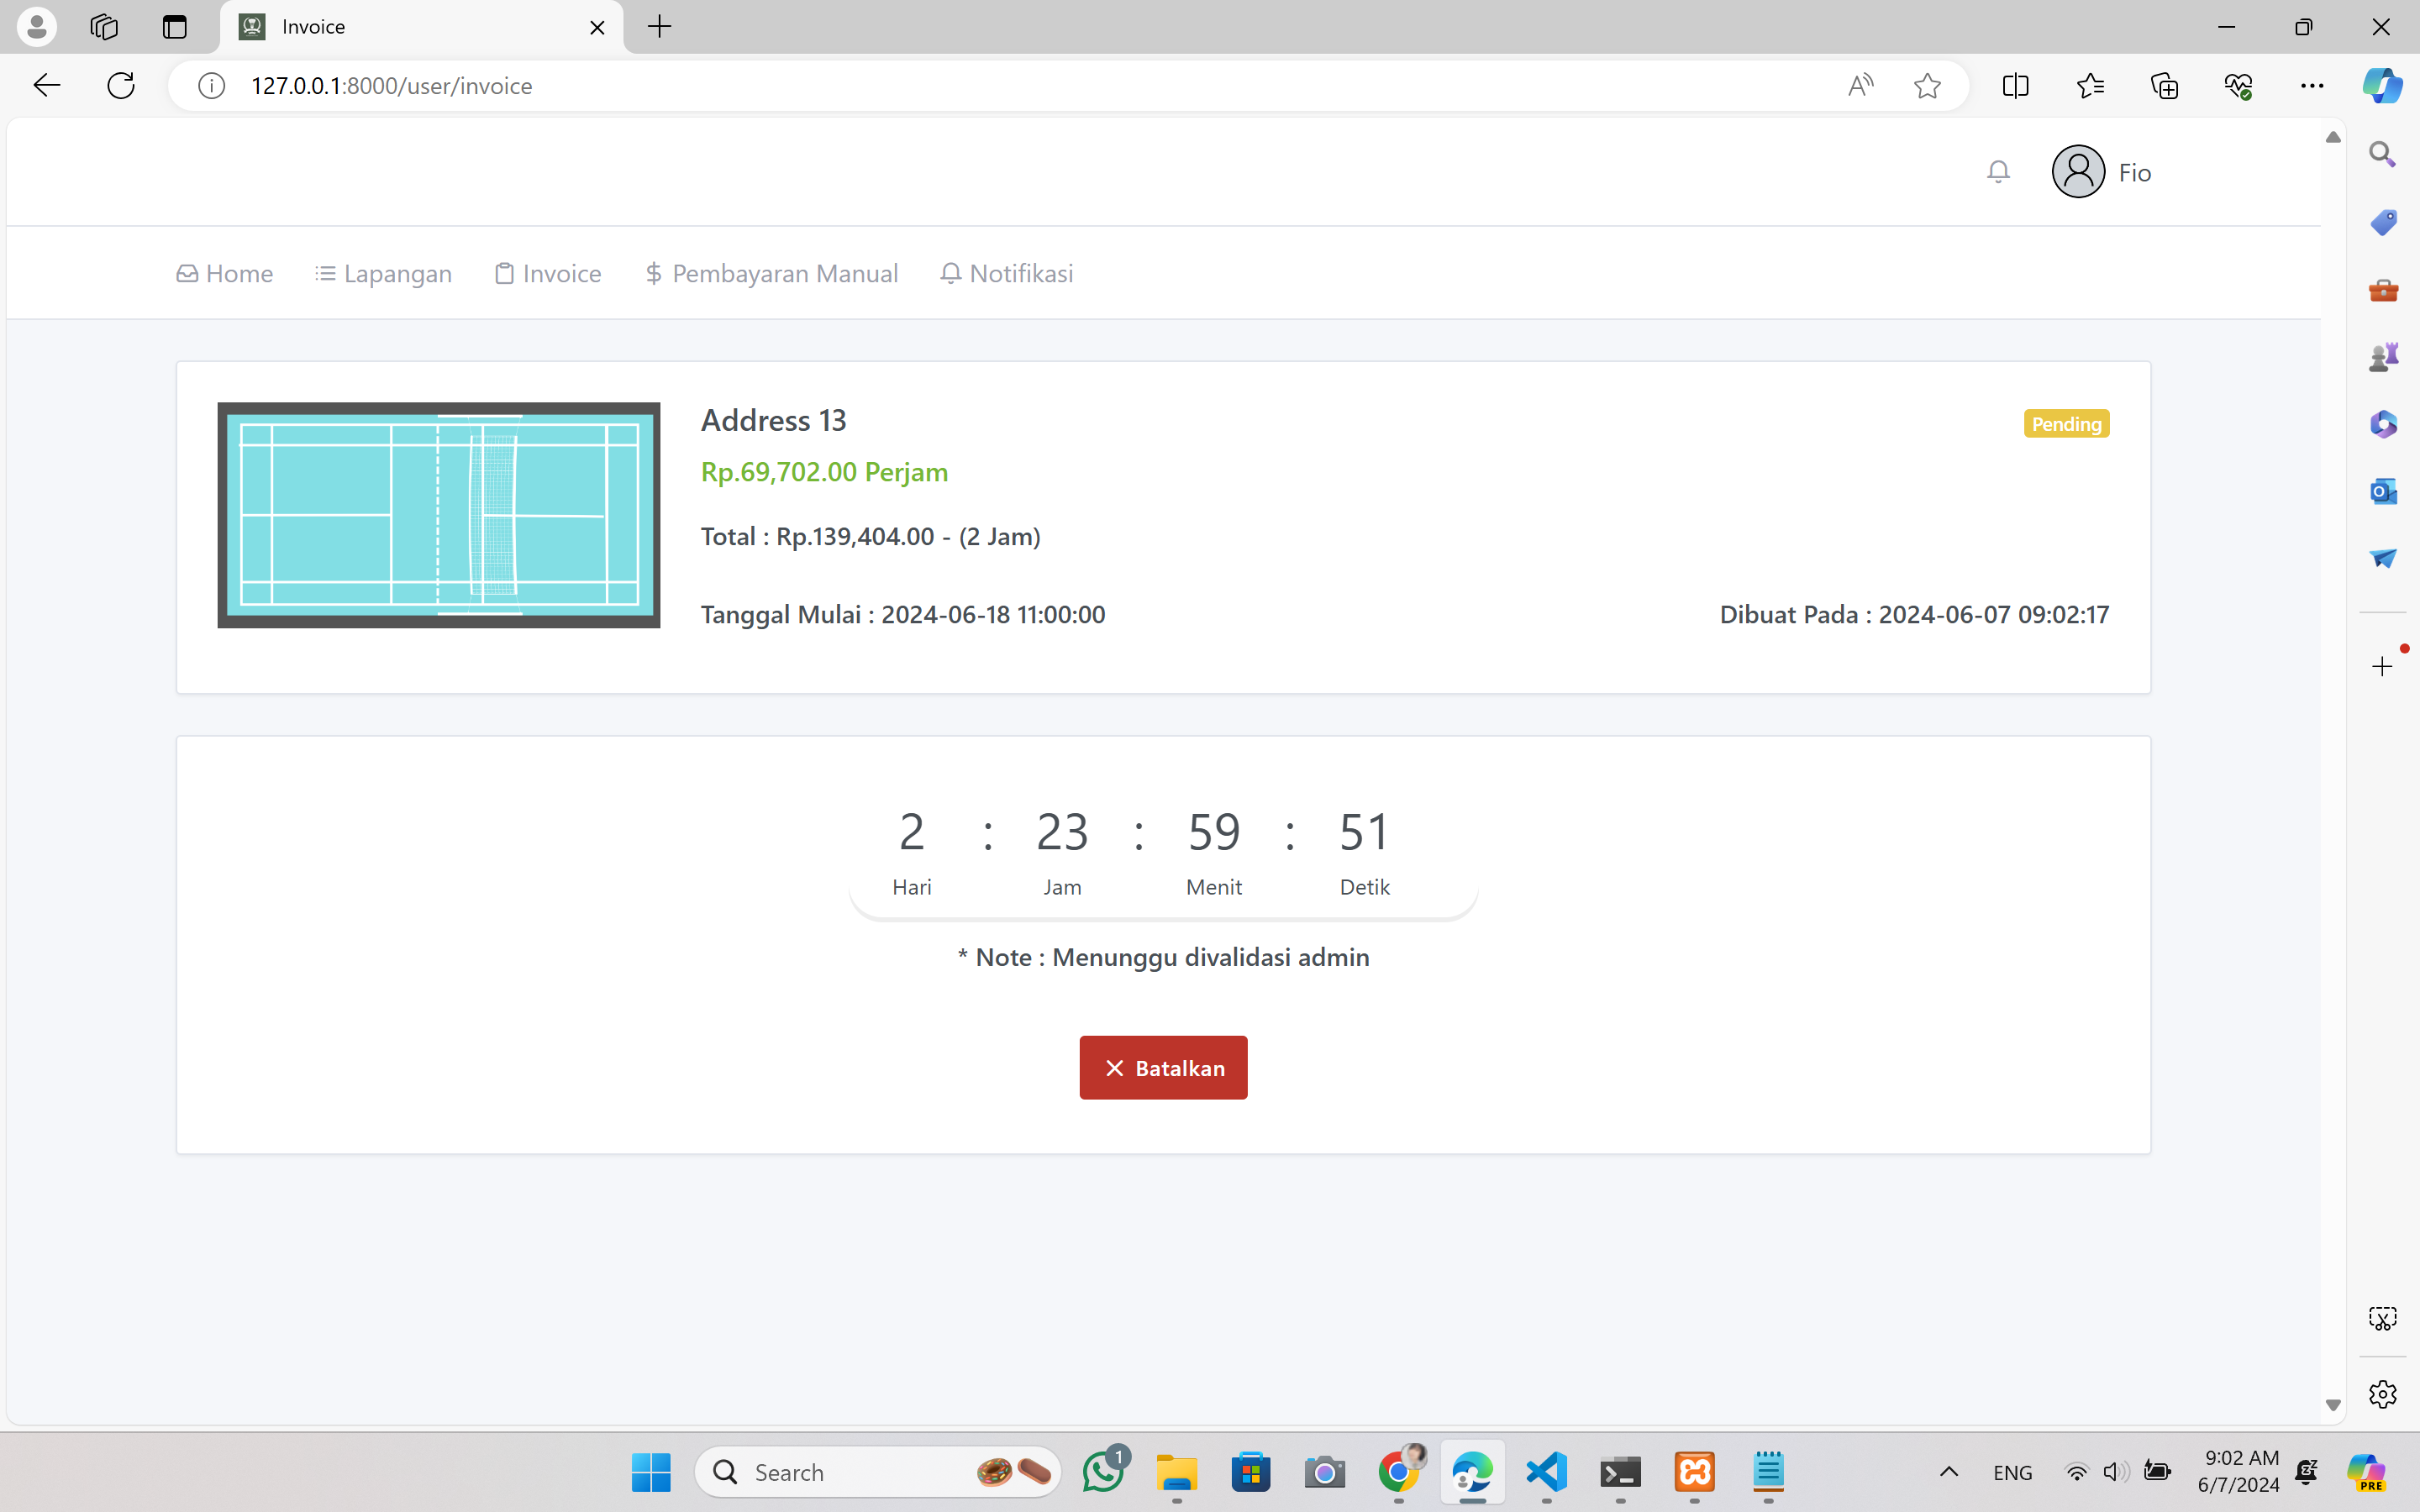 Invoice
127.0.0.1:8000/user/invoice
Fio
Home Lapangan Invoice Pembayaran Manual Notifikasi
Address 13
Pending
Rp.69,702.00 Perjam
Total : Rp.139,404.00 - (2 Jam)
Tanggal Mulai : 2024-06-18 11:00:00 Dibuat Pada : 2024-06-07 09:02:17
2 : 23 : 59 : 51
Hari Jam Menit Detik
* Note : Menunggu divalidasi admin
Batalkan
Search
1
ENG
9:02 AM
6/7/2024
PRE